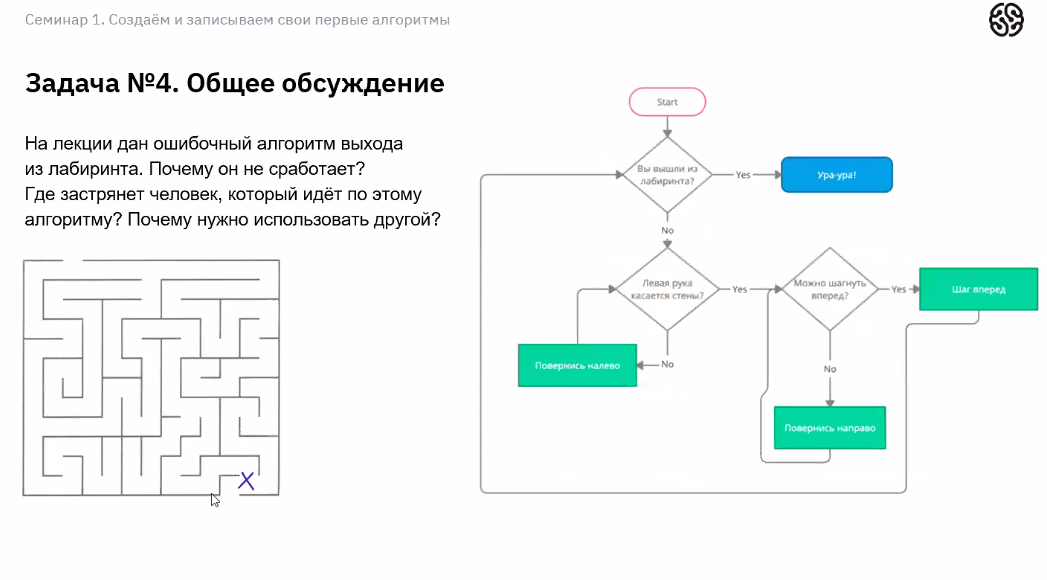 Семинар 1. Создаём и записываем свои первые алгоритмы
Задача №4. Общее обсуждение
На лекции дан ошибочный алгоритм выхода
из лабиринта. Почему он не сработает?
Где застрянет человек, который идёт по этому
алгоритму? Почему нужно использовать другой?
X
Start
Вы вышли из
лабиринта?
Yes
Ура-ура!
No
Левая рука
касается стены?
Yes
Можно шагнуть
вперед?
Yes
Шаг вперед
No
Повернись налево
No
Повернись направо